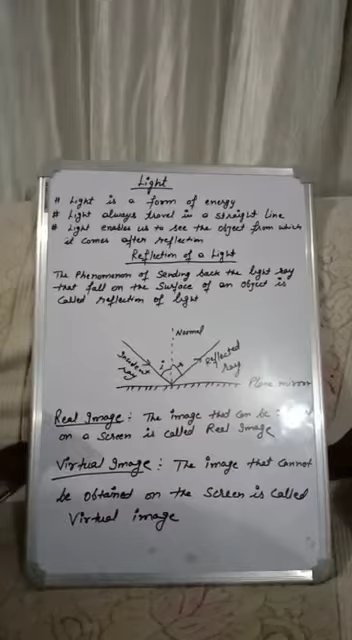 Light
# Light is a form of energy
# Light always travel in a straight line
# Light enables us to see the object from which it comes after reflection
Reflection of a Light
The Phenomenon of Sending back the light ray
that fall on the Surface of an object is
Called reflection of light
Normal
Incident ray
i
r
Reflected ray
Plane mirror
Real Image : The image that can be
on a Screen is called Real Image
Virtual Image : The image that cannot
be obtained on the Screen is Called
Virtual image